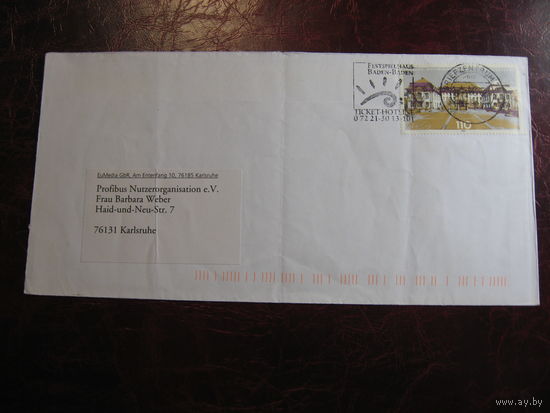 FESTSPIELHAUS
BADEN-BADEN
TICKET-HOTLINE
0 72 21-30 13-101
BRIEFZENTRUM
110
EuMedia GbR, Am Entenfang 10, 76185 Karlsruhe
Profibus Nutzerorganisation e.V.
Frau Barbara Weber
Haid-und-Neu-Str. 7
76131 Karlsruhe
www.ay.by